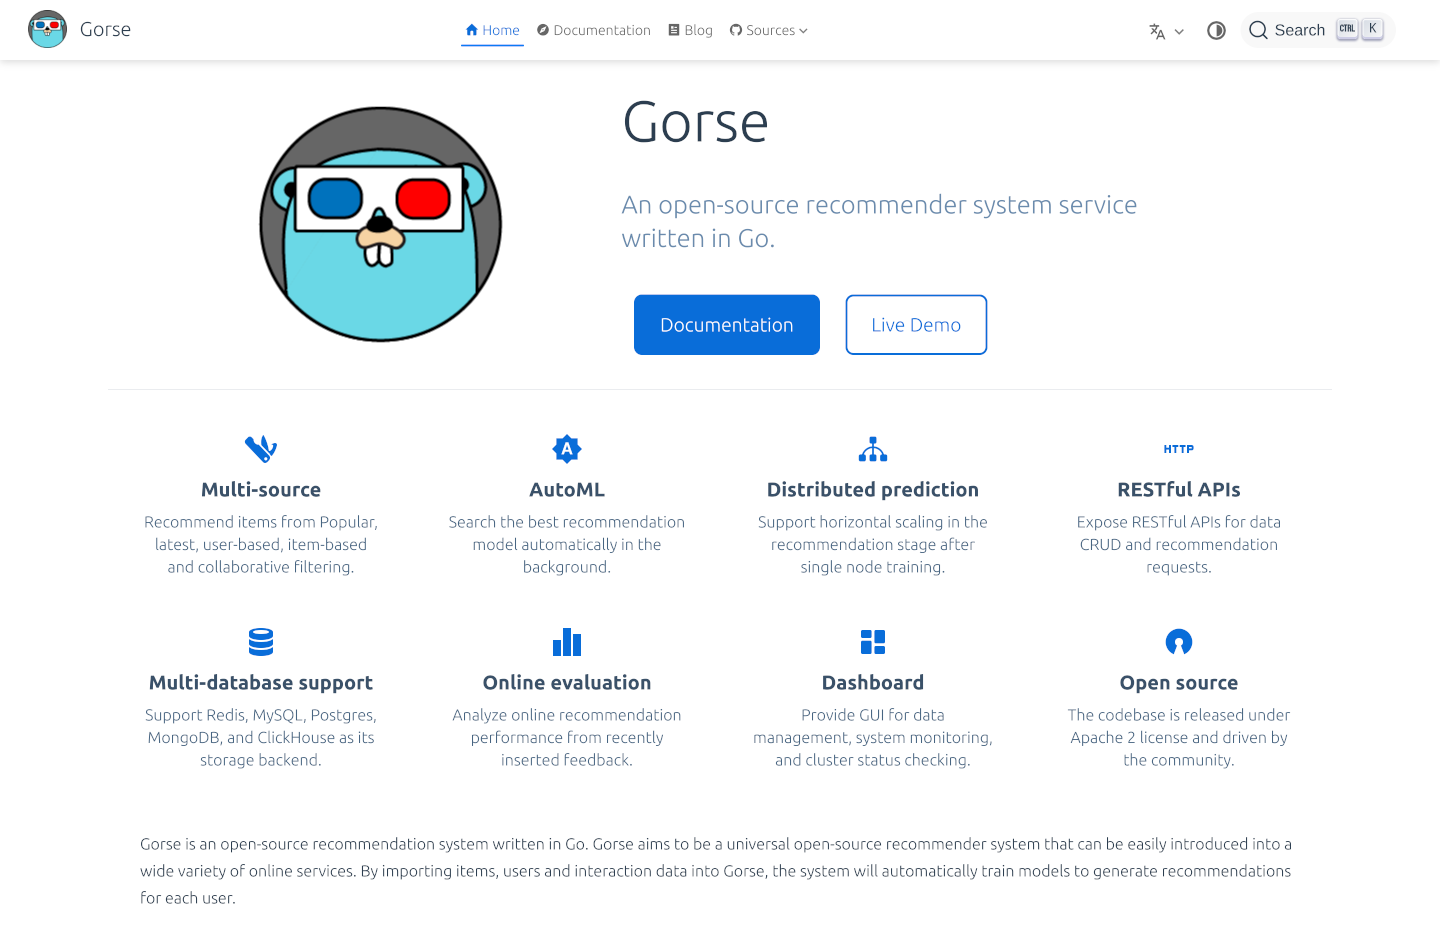 Gorse
Home
Documentation
Blog
Sources
Search
CTRL
K
Gorse
An open-source recommender system service
written in Go.
Documentation
Live Demo
Multi-source
Recommend items from Popular,
latest, user-based, item-based
and collaborative filtering.
A
AutoML
Search the best recommendation
model automatically in the
background.
Distributed prediction
Support horizontal scaling in the
recommendation stage after
single node training.
HTTP
RESTful APIs
Expose RESTful APIs for data
CRUD and recommendation
requests.
Multi-database support
Support Redis, MySQL, Postgres,
MongoDB, and ClickHouse as its
storage backend.
Online evaluation
Analyze online recommendation
performance from recently
inserted feedback.
Dashboard
Provide GUI for data
management, system monitoring,
and cluster status checking.
Open source
The codebase is released under
Apache 2 license and driven by
the community.
Gorse is an open-source recommendation system written in Go. Gorse aims to be a universal open-source recommender system that can be easily introduced into a
wide variety of online services. By importing items, users and interaction data into Gorse, the system will automatically train models to generate recommendations
for each user.